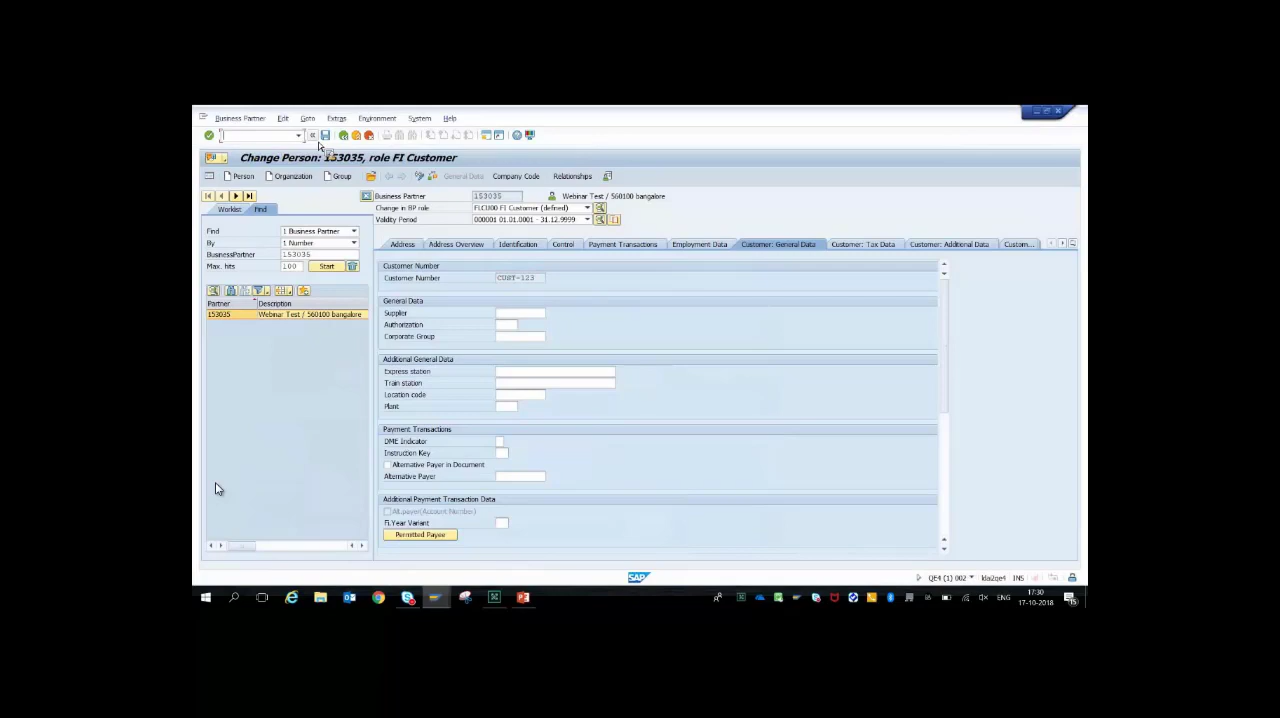 Business Partner Edit Goto Extras Environment System Help
Change Person: 153035, role FI Customer
Person Organization Group General Data Company Code Relationships
Business Partner 153035 Webinar Test / 560100 bangalore
Worklist Find
Change in BP role FLCU00 FI Customer (defined)
Validity Period 000001 01.01.0001 - 31.12.9999
Find 1 Business Partner
By 1 Number
BusinessPartner 153035
Max. hits 100 Start
Partner Description
153035 Webinar Test / 560100 bangalore
Address Address Overview Identification Control Payment Transactions Employment Data Customer: General Data Customer: Tax Data Customer: Additional Data Custom...
Customer Number
Customer Number CUST-123
General Data
Supplier
Authorization
Corporate Group
Additional General Data
Express station
Train station
Location code
Plant
Payment Transactions
DME Indicator
Instruction Key
Alternative Payer in Document
Alternative Payer
Additional Payment Transaction Data
Alt.payer(Account Number)
Fi.Year Variant
Permitted Payee
SAP
QE4 (1) 002 INS
ENG
17:30
17-10-2018